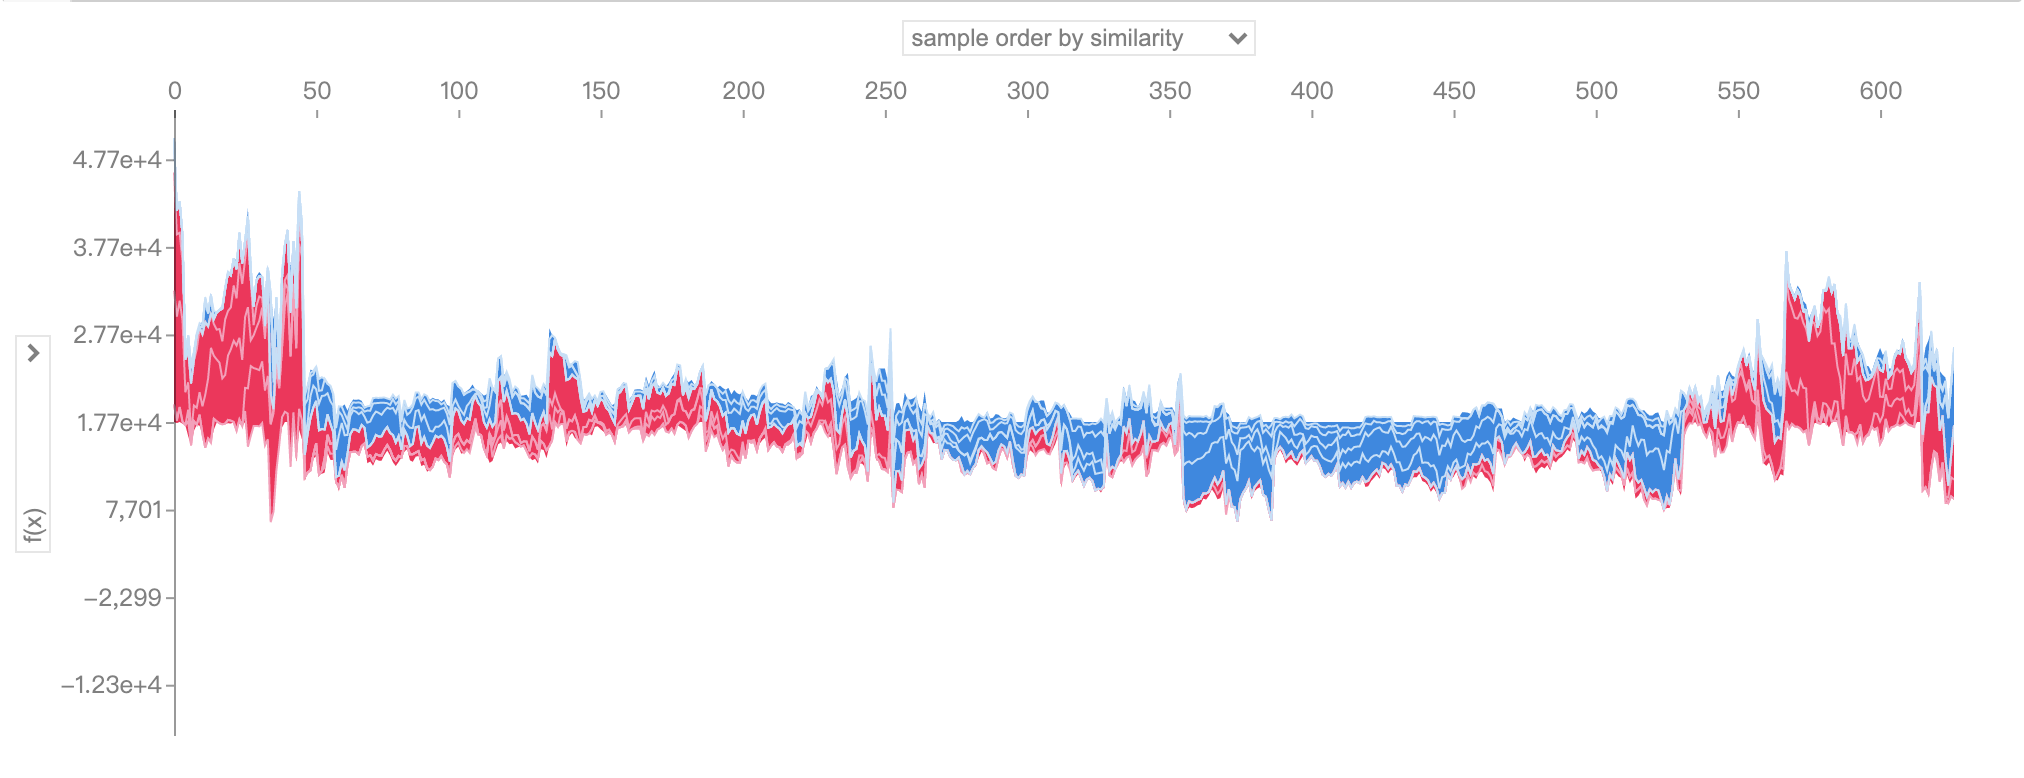 sample order by similarity
0 50 100 150 200 250 300 350 400 450 500 550 600
4.77e+4
3.77e+4
2.77e+4
1.77e+4
7,701
−2,299
−1.23e+4
f(x)